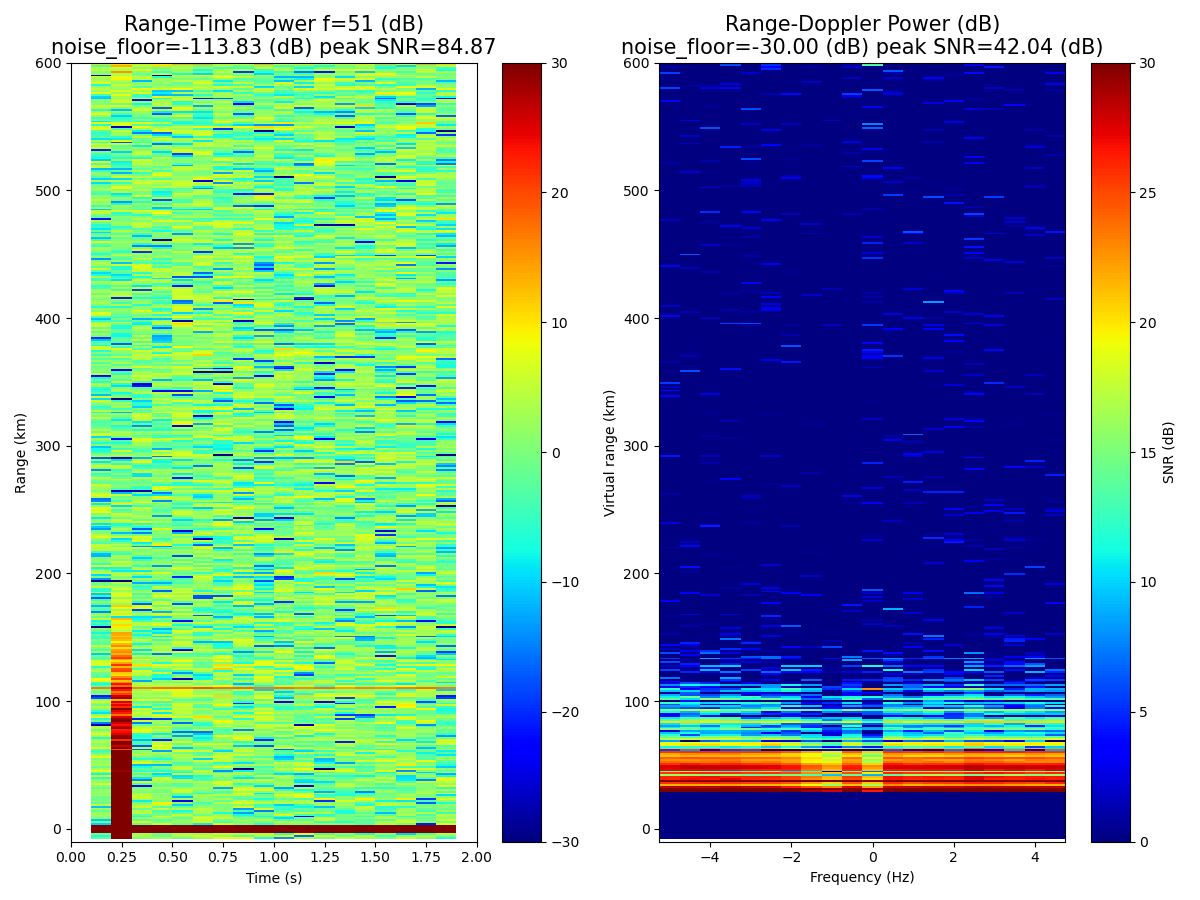 Range-Time Power f=51 (dB)
noise_floor=-113.83 (dB) peak SNR=84.87
Range (km)
600
500
400
300
200
100
0
0.00 0.25 0.50 0.75 1.00 1.25 1.50 1.75 2.00
Time (s)
30
20
10
0
−10
−20
−30
Range-Doppler Power (dB)
noise_floor=-30.00 (dB) peak SNR=42.04 (dB)
Virtual range (km)
600
500
400
300
200
100
0
−4 −2 0 2 4
Frequency (Hz)
30
25
20
15
10
5
0
SNR (dB)